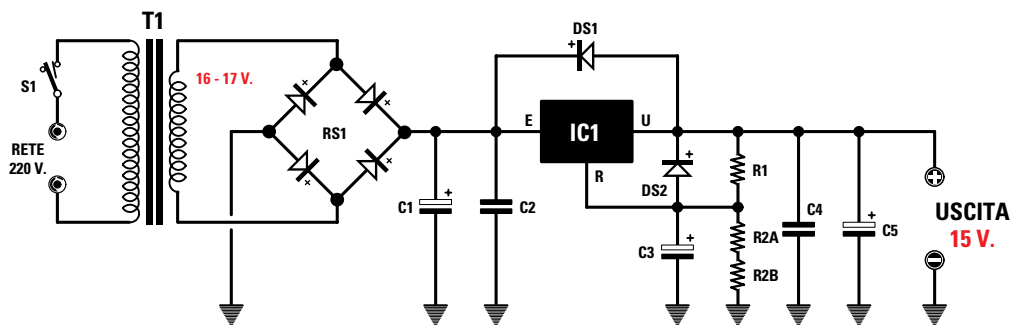 T1
DS1
+
16 - 17 V.
S1
E
IC1
U
RS1
RETE
220 V.
R
DS2
R1
+
C1
C2
+
C3
R2A
R2B
C4
+
C5
+
USCITA
15 V.
-